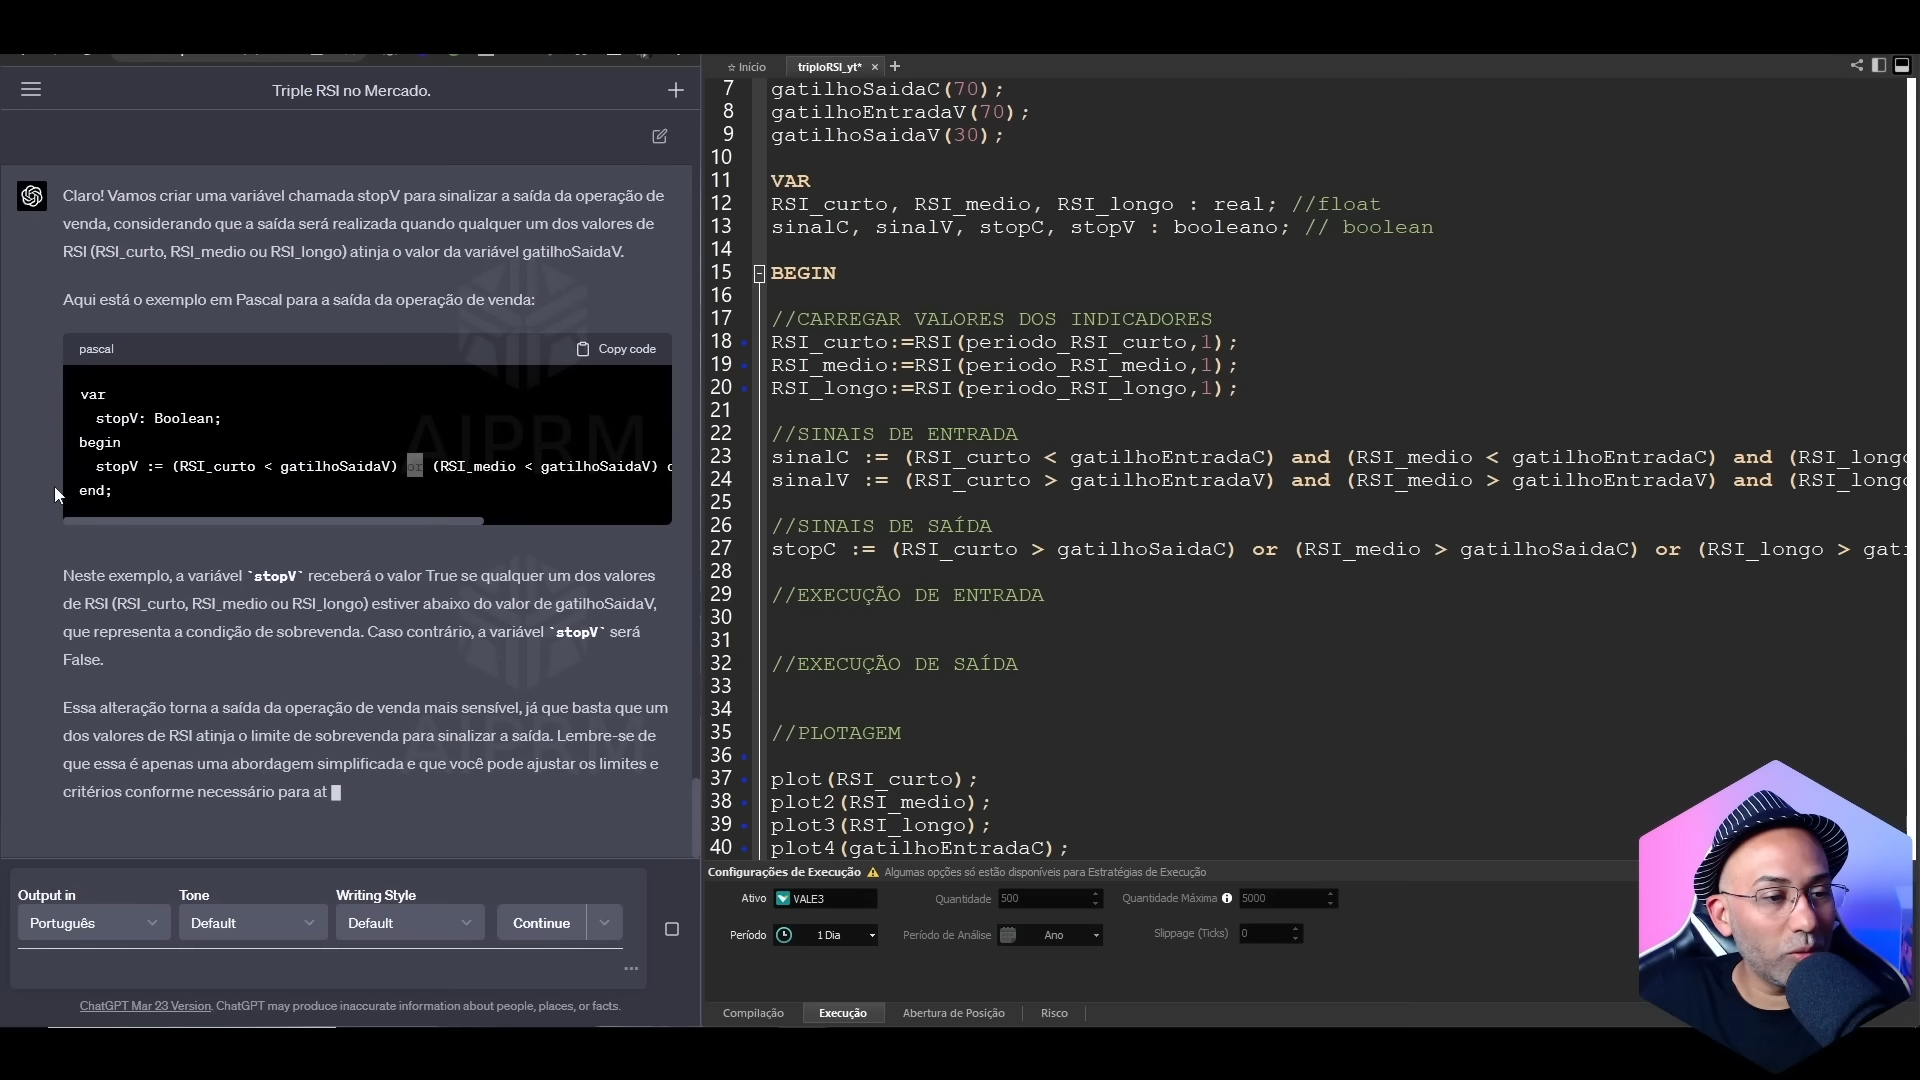 Triple RSI no Mercado.
Claro! Vamos criar uma variável chamada stopV para sinalizar a saída da operação de
venda, considerando que a saída será realizada quando qualquer um dos valores de
RSI (RSI_curto, RSI_medio ou RSI_longo) atinja o valor da variável gatilhoSaidaV.
Aqui está o exemplo em Pascal para a saída da operação de venda:
pascal
Copy code
var
stopV: Boolean;
begin
stopV := (RSI_curto < gatilhoSaidaV) or (RSI_medio < gatilhoSaidaV) o
end;
Neste exemplo, a variável `stopV` receberá o valor True se qualquer um dos valores
de RSI (RSI_curto, RSI_medio ou RSI_longo) estiver abaixo do valor de gatilhoSaidaV,
que representa a condição de sobrevenda. Caso contrário, a variável `stopV` será
False.
Essa alteração torna a saída da operação de venda mais sensível, já que basta que um
dos valores de RSI atinja o limite de sobrevenda para sinalizar a saída. Lembre-se de
que essa é apenas uma abordagem simplificada e que você pode ajustar os limites e
critérios conforme necessário para at
AIPRM
AIPRM
Output in
Tone
Writing Style
Português
Default
Default
Continue
ChatGPT Mar 23 Version. ChatGPT may produce inaccurate information about people, places, or facts.
Início
triploRSI_yt*
7 gatilhoSaidaC(70);
8 gatilhoEntradaV(70);
9 gatilhoSaidaV(30);
10
11 VAR
12 RSI_curto, RSI_medio, RSI_longo : real; //float
13 sinalC, sinalV, stopC, stopV : booleano; // boolean
14
15 BEGIN
16
17 //CARREGAR VALORES DOS INDICADORES
18 RSI_curto:=RSI(periodo_RSI_curto,1);
19 RSI_medio:=RSI(periodo_RSI_medio,1);
20 RSI_longo:=RSI(periodo_RSI_longo,1);
21
22 //SINAIS DE ENTRADA
23 sinalC := (RSI_curto < gatilhoEntradaC) and (RSI_medio < gatilhoEntradaC) and (RSI_longo
24 sinalV := (RSI_curto > gatilhoEntradaV) and (RSI_medio > gatilhoEntradaV) and (RSI_longo
25
26 //SINAIS DE SAÍDA
27 stopC := (RSI_curto > gatilhoSaidaC) or (RSI_medio > gatilhoSaidaC) or (RSI_longo > gati
28
29 //EXECUÇÃO DE ENTRADA
30
31
32 //EXECUÇÃO DE SAÍDA
33
34
35 //PLOTAGEM
36
37 plot(RSI_curto);
38 plot2(RSI_medio);
39 plot3(RSI_longo);
40 plot4(gatilhoEntradaC);
Configurações de Execução Algumas opções só estão disponíveis para Estratégias de Execução
Ativo VALE3 Quantidade 500 Quantidade Máxima 5000
Período 1 Dia Período de Análise Ano Slippage (Ticks) 0
Compilação Execução Abertura de Posição Risco